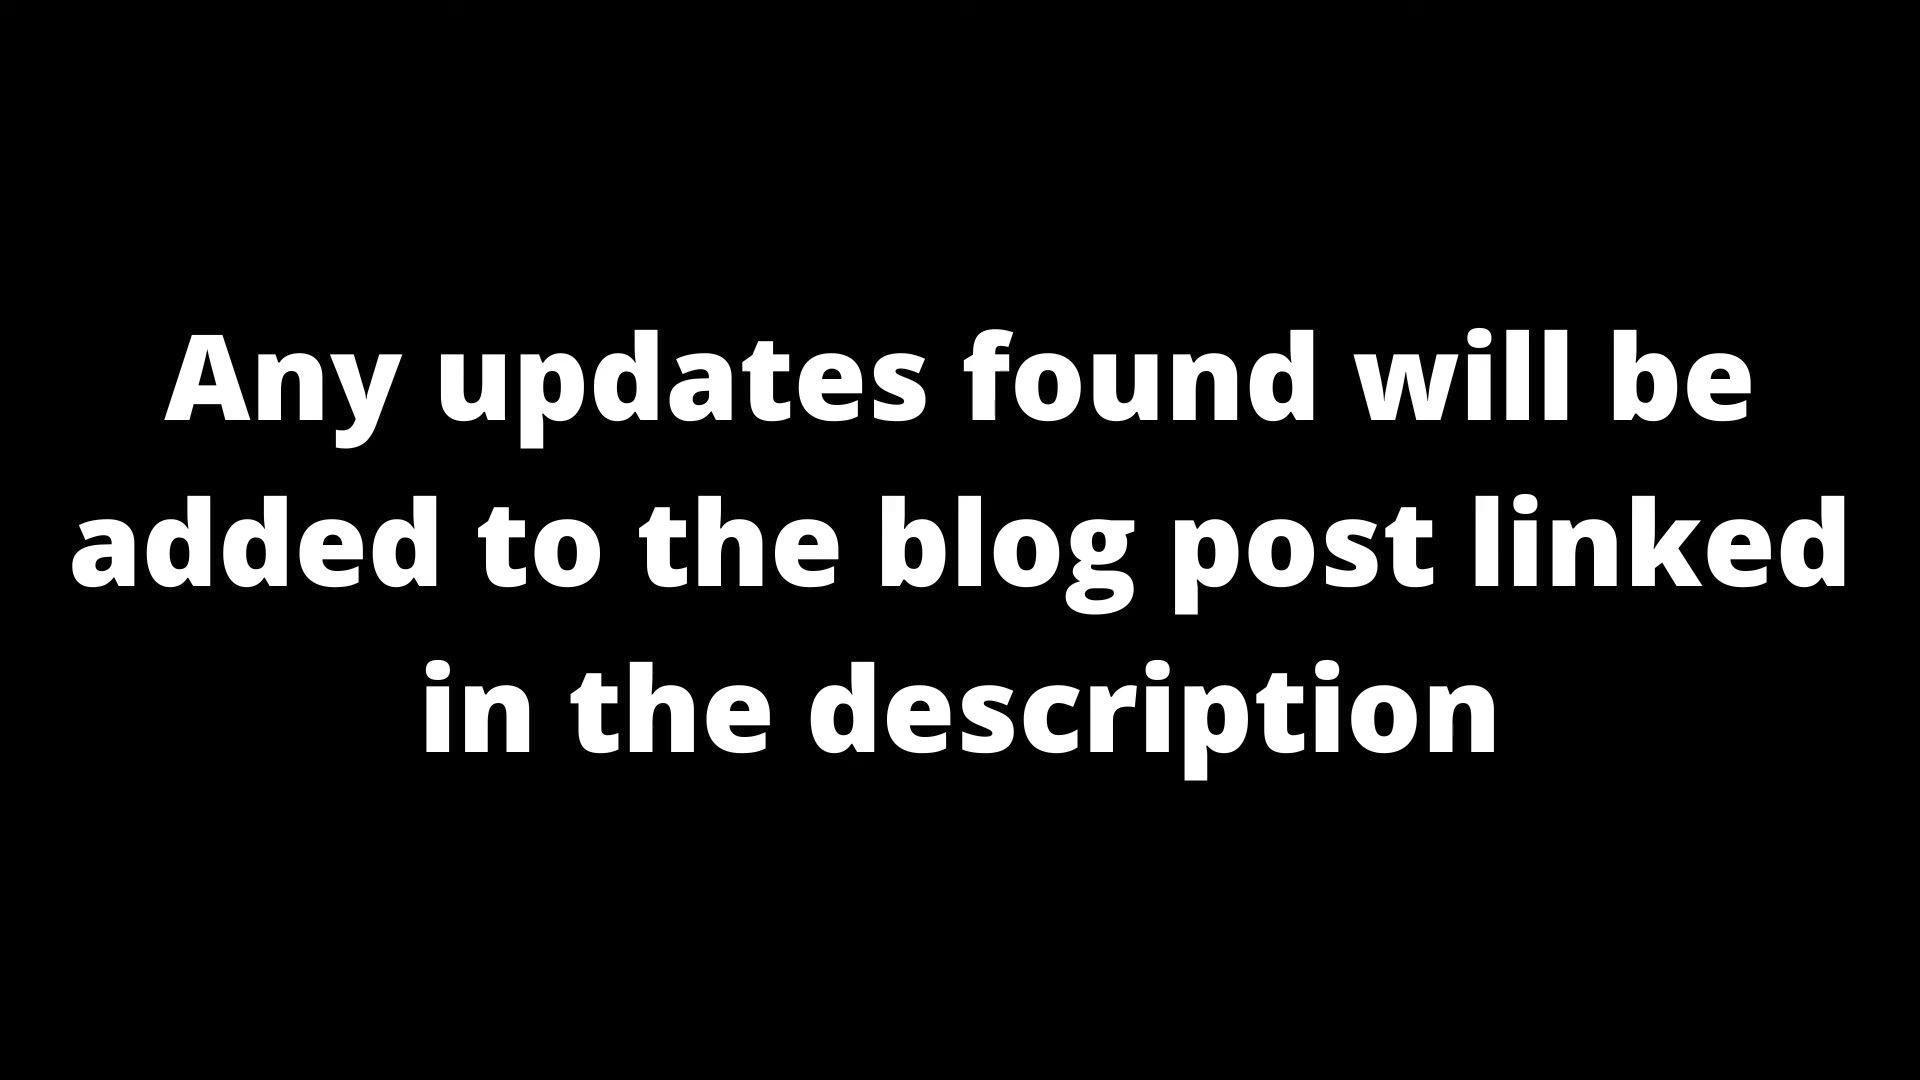 Any updates found will be
added to the blog post linked
in the description